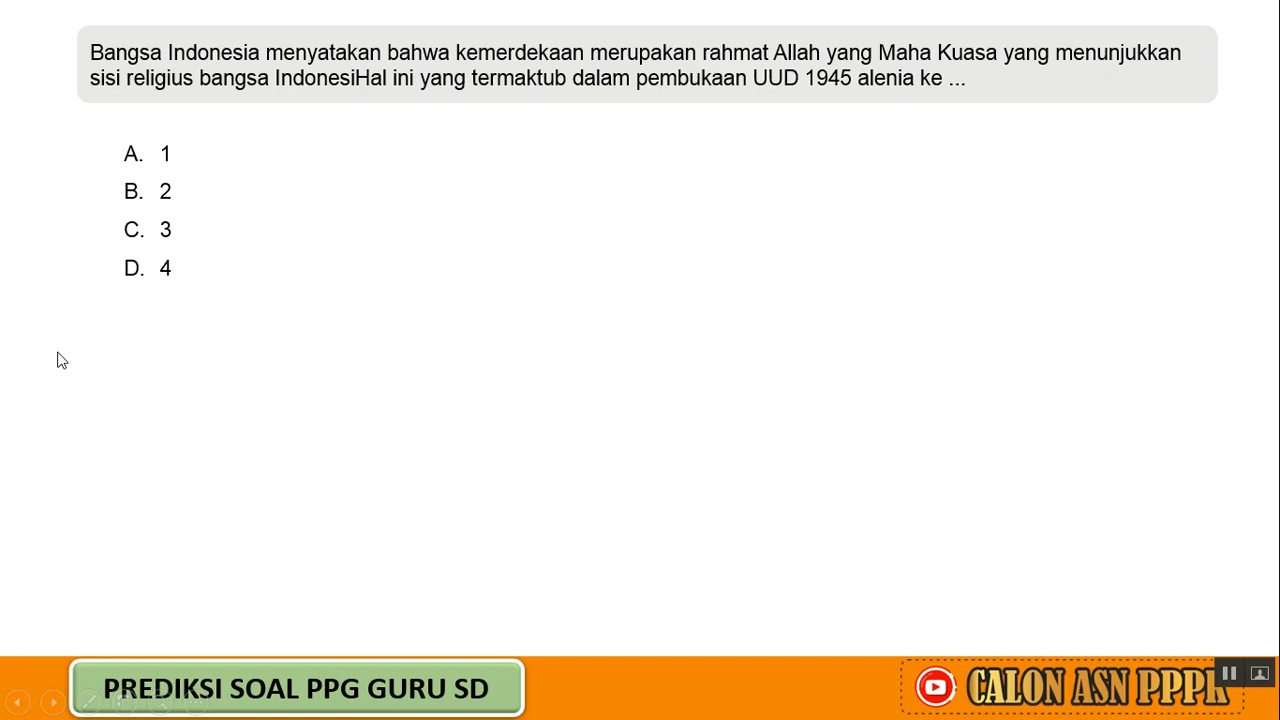 Bangsa Indonesia menyatakan bahwa kemerdekaan merupakan rahmat Allah yang Maha Kuasa yang menunjukkan
sisi religius bangsa IndonesiHal ini yang termaktub dalam pembukaan UUD 1945 alenia ke ...
A. 1
B. 2
C. 3
D. 4
PREDIKSI SOAL PPG GURU SD
CALON ASN PPPK